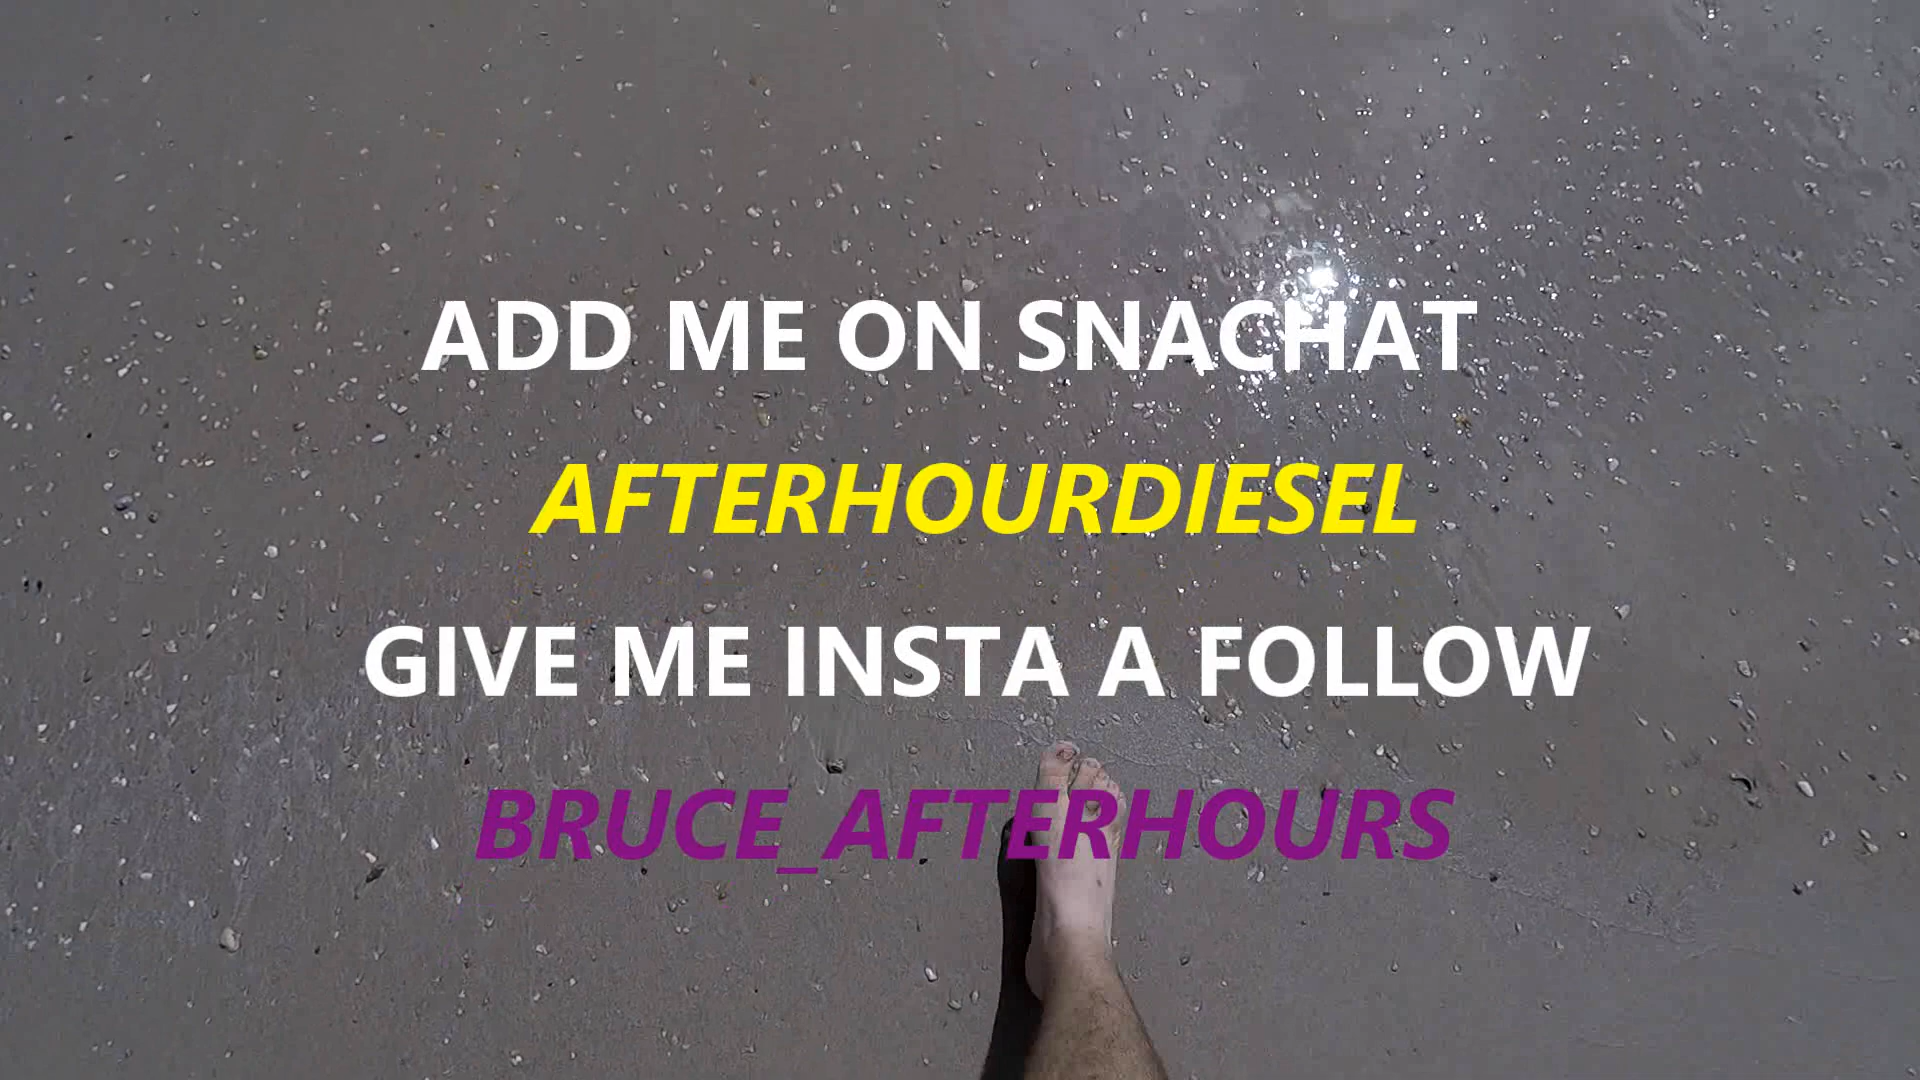 ADD ME ON SNACHAT
AFTERHOURDIESEL
GIVE ME INSTA A FOLLOW
BRUCE_AFTERHOURS